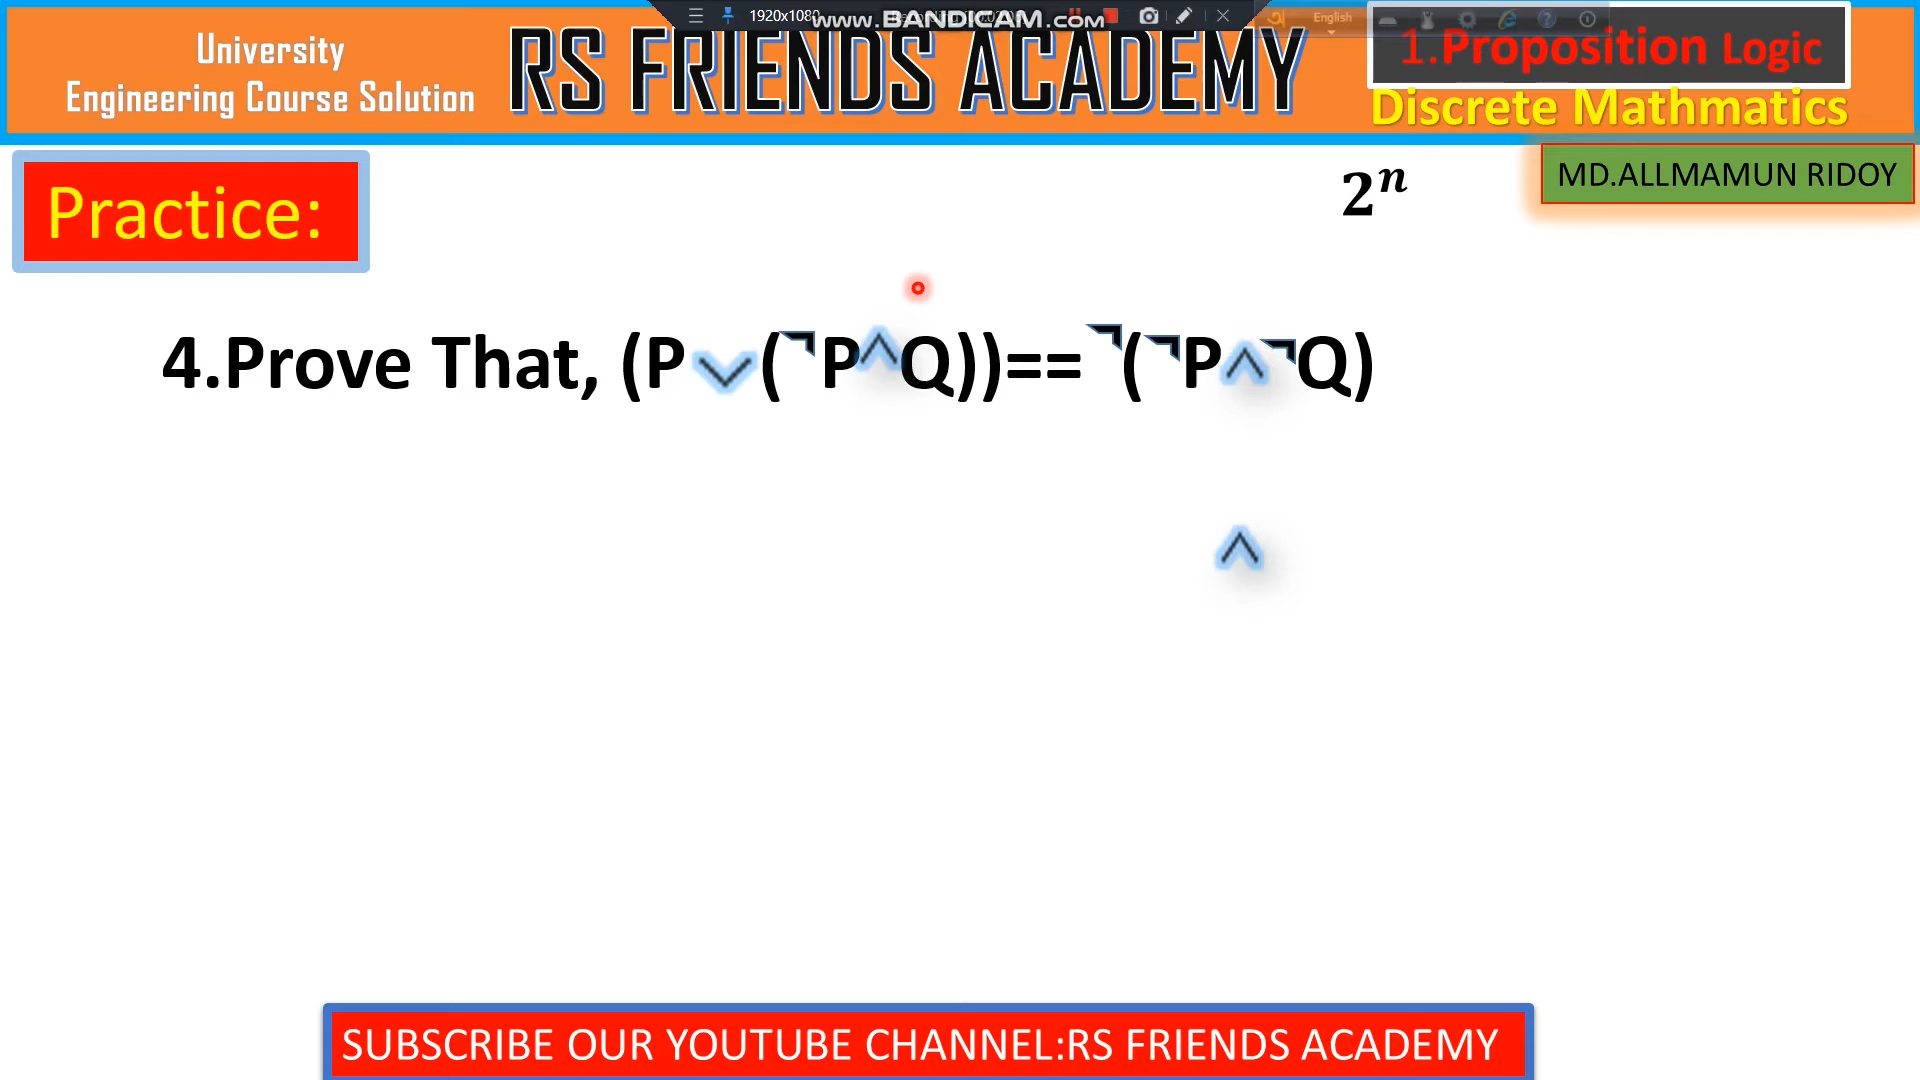 1920x1080
www.BANDICAM.com
English
University
Engineering Course Solution
RS FRIENDS ACADEMY
1.Proposition Logic
Discrete Mathmatics
MD.ALLMAMUN RIDOY
Practice:
2ⁿ
4.Prove That, (P∨(¬P∧Q))== ¬(¬P∧¬Q)
∧
SUBSCRIBE OUR YOUTUBE CHANNEL:RS FRIENDS ACADEMY